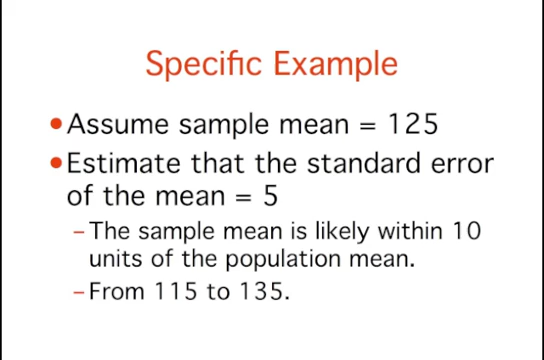 Specific Example
•Assume sample mean = 125
•Estimate that the standard error
of the mean = 5
–The sample mean is likely within 10
units of the population mean.
–From 115 to 135.